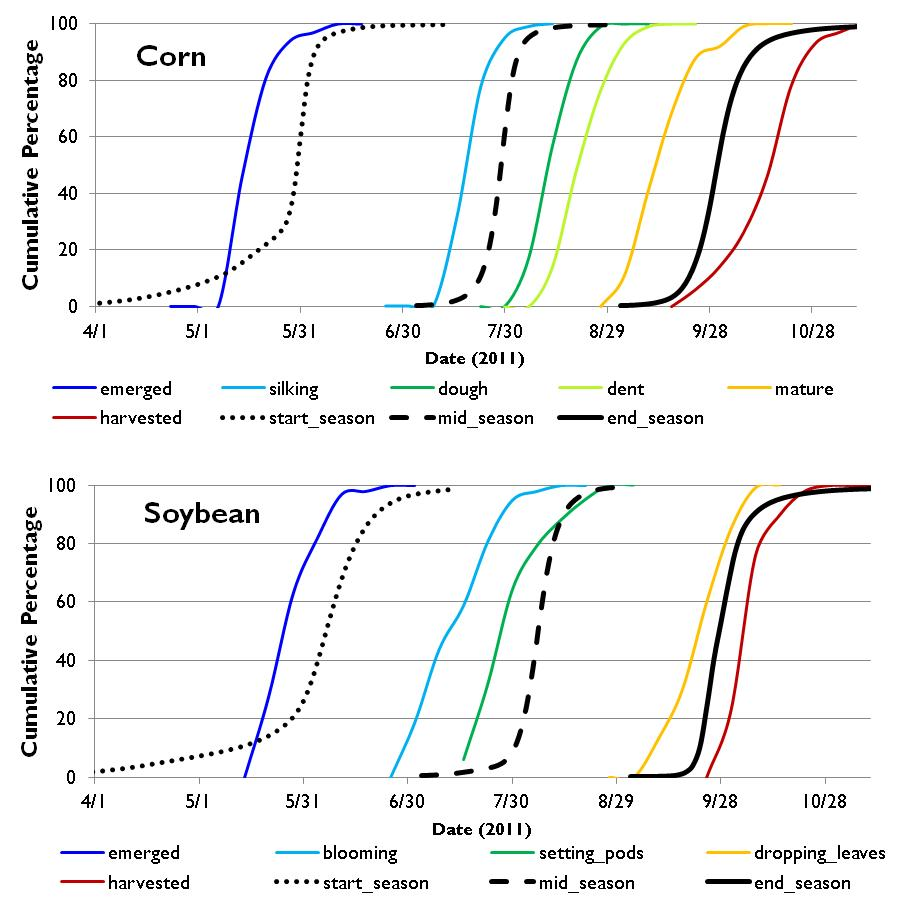 Corn
Cumulative Percentage
100
80
60
40
20
0
4/1 5/1 5/31 6/30 7/30 8/29 9/28 10/28
Date (2011)
emerged silking dough dent mature
harvested start_season mid_season end_season
Soybean
Cumulative Percentage
100
80
60
40
20
0
4/1 5/1 5/31 6/30 7/30 8/29 9/28 10/28
Date (2011)
emerged blooming setting_pods dropping_leaves
harvested start_season mid_season end_season